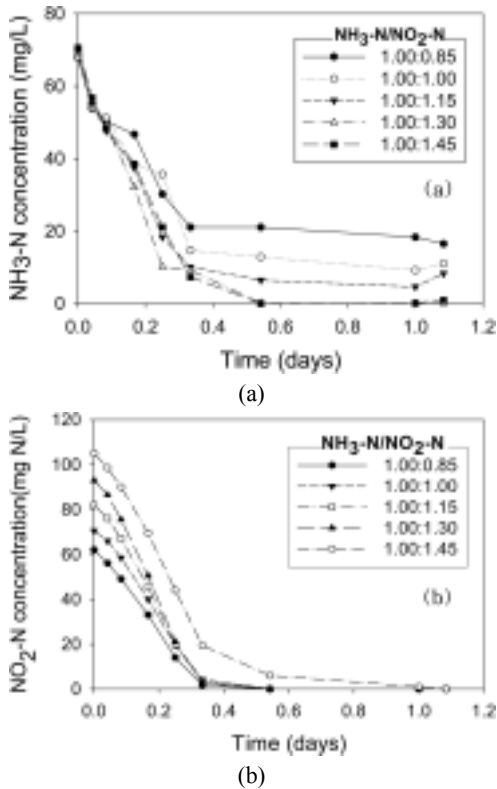 80
60
40
20
0
NH3-N concentration (mg/L)
NH3-N/NO2-N
1.00:0.85
1.00:1.00
1.00:1.15
1.00:1.30
1.00:1.45
(a)
0.0 0.2 0.4 0.6 0.8 1.0 1.2
Time (days)
(a)
120
100
80
60
40
20
0
NO2-N concentration(mg N/L)
NH3-N/NO2-N
1.00:0.85
1.00:1.00
1.00:1.15
1.00:1.30
1.00:1.45
(b)
0.0 0.2 0.4 0.6 0.8 1.0 1.2
Time (days)
(b)